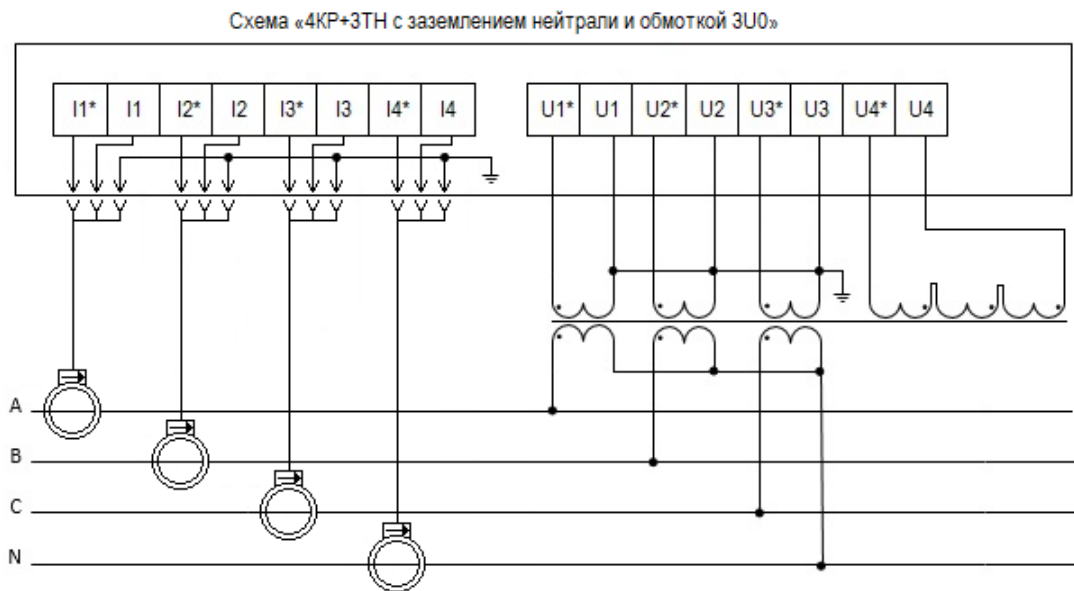 Схема «4КР+3ТН с заземлением нейтрали и обмоткой 3U0»
I1* I1 I2* I2 I3* I3 I4* I4 U1* U1 U2* U2 U3* U3 U4* U4
A
B
C
N